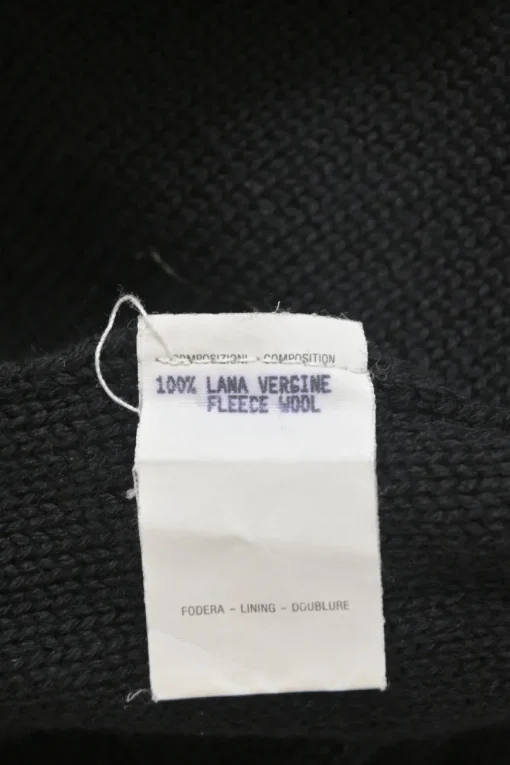 COMPOSIZIONI - COMPOSITION
100% LANA VERGINE
FLEECE WOOL
FODERA - LINING - DOUBLURE